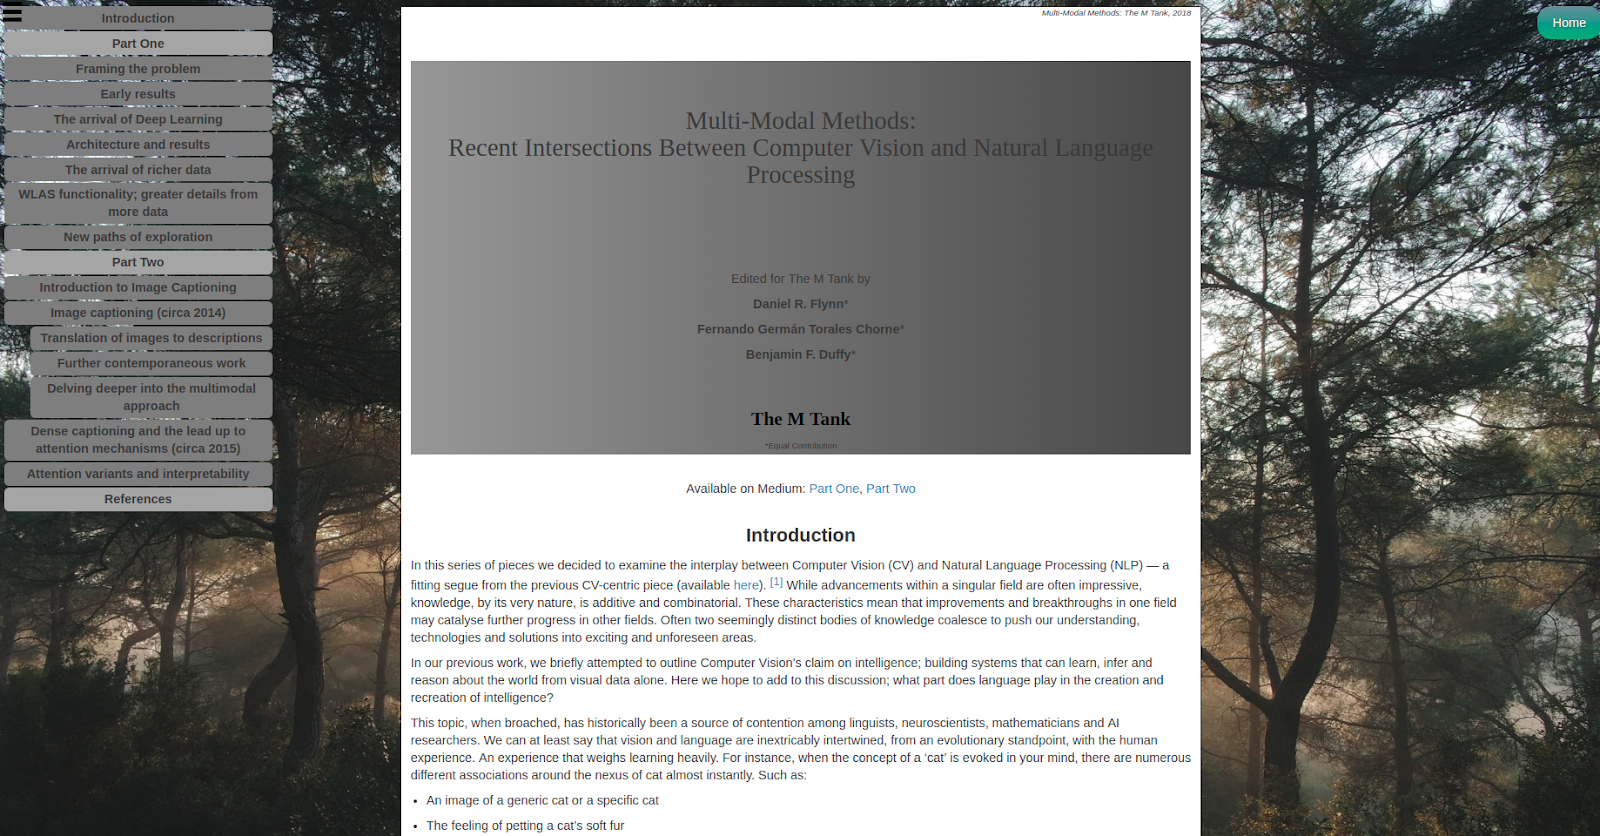 Introduction
Part One
Framing the problem
Early results
The arrival of Deep Learning
Architecture and results
The arrival of richer data
WLAS functionality; greater details from
more data
New paths of exploration
Part Two
Introduction to Image Captioning
Image captioning (circa 2014)
Translation of images to descriptions
Further contemporaneous work
Delving deeper into the multimodal
approach
Dense captioning and the lead up to
attention mechanisms (circa 2015)
Attention variants and interpretability
References
Multi-Modal Methods: The M Tank, 2018
Home
Multi-Modal Methods:
Recent Intersections Between Computer Vision and Natural Language
Processing
Edited for The M Tank by
Daniel R. Flynn*
Fernando Germán Torales Chorne*
Benjamin F. Duffy*
The M Tank
*Equal Contribution
Available on Medium: Part One, Part Two
Introduction
In this series of pieces we decided to examine the interplay between Computer Vision (CV) and Natural Language Processing (NLP) — a
fitting segue from the previous CV-centric piece (available here). [1] While advancements within a singular field are often impressive,
knowledge, by its very nature, is additive and combinatorial. These characteristics mean that improvements and breakthroughs in one field
may catalyse further progress in other fields. Often two seemingly distinct bodies of knowledge coalesce to push our understanding,
technologies and solutions into exciting and unforeseen areas.
In our previous work, we briefly attempted to outline Computer Vision’s claim on intelligence; building systems that can learn, infer and
reason about the world from visual data alone. Here we hope to add to this discussion; what part does language play in the creation and
recreation of intelligence?
This topic, when broached, has historically been a source of contention among linguists, neuroscientists, mathematicians and AI
researchers. We can at least say that vision and language are inextricably intertwined, from an evolutionary standpoint, with the human
experience. An experience that weighs learning heavily. For instance, when the concept of a ‘cat’ is evoked in your mind, there are numerous
different associations around the nexus of cat almost instantly. Such as:
• An image of a generic cat or a specific cat
• The feeling of petting a cat’s soft fur